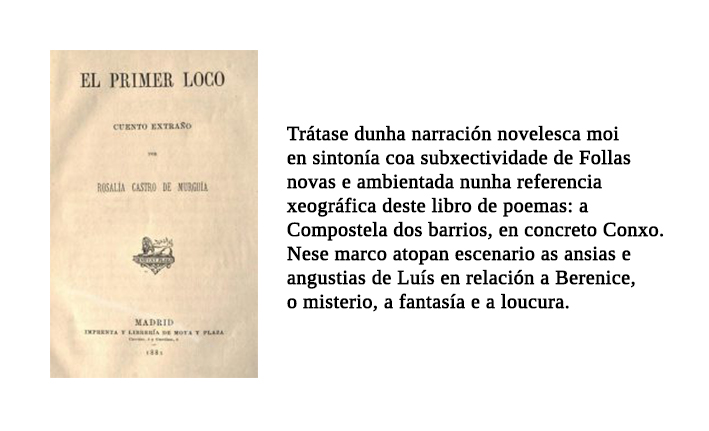 EL PRIMER LOCO
CUENTO EXTRAÑO
POR
ROSALÍA CASTRO DE MURGUÍA
MADRID
IMPRENTA Y LIBRERÍA DE MOYA Y PLAZA
1881
Trátase dunha narración novelesca moi
en sintonía coa subxectividade de Follas
novas e ambientada nunha referencia
xeográfica deste libro de poemas: a
Compostela dos barrios, en concreto Conxo.
Nese marco atopan escenario as ansias e
angustias de Luís en relación a Berenice,
o misterio, a fantasía e a loucura.